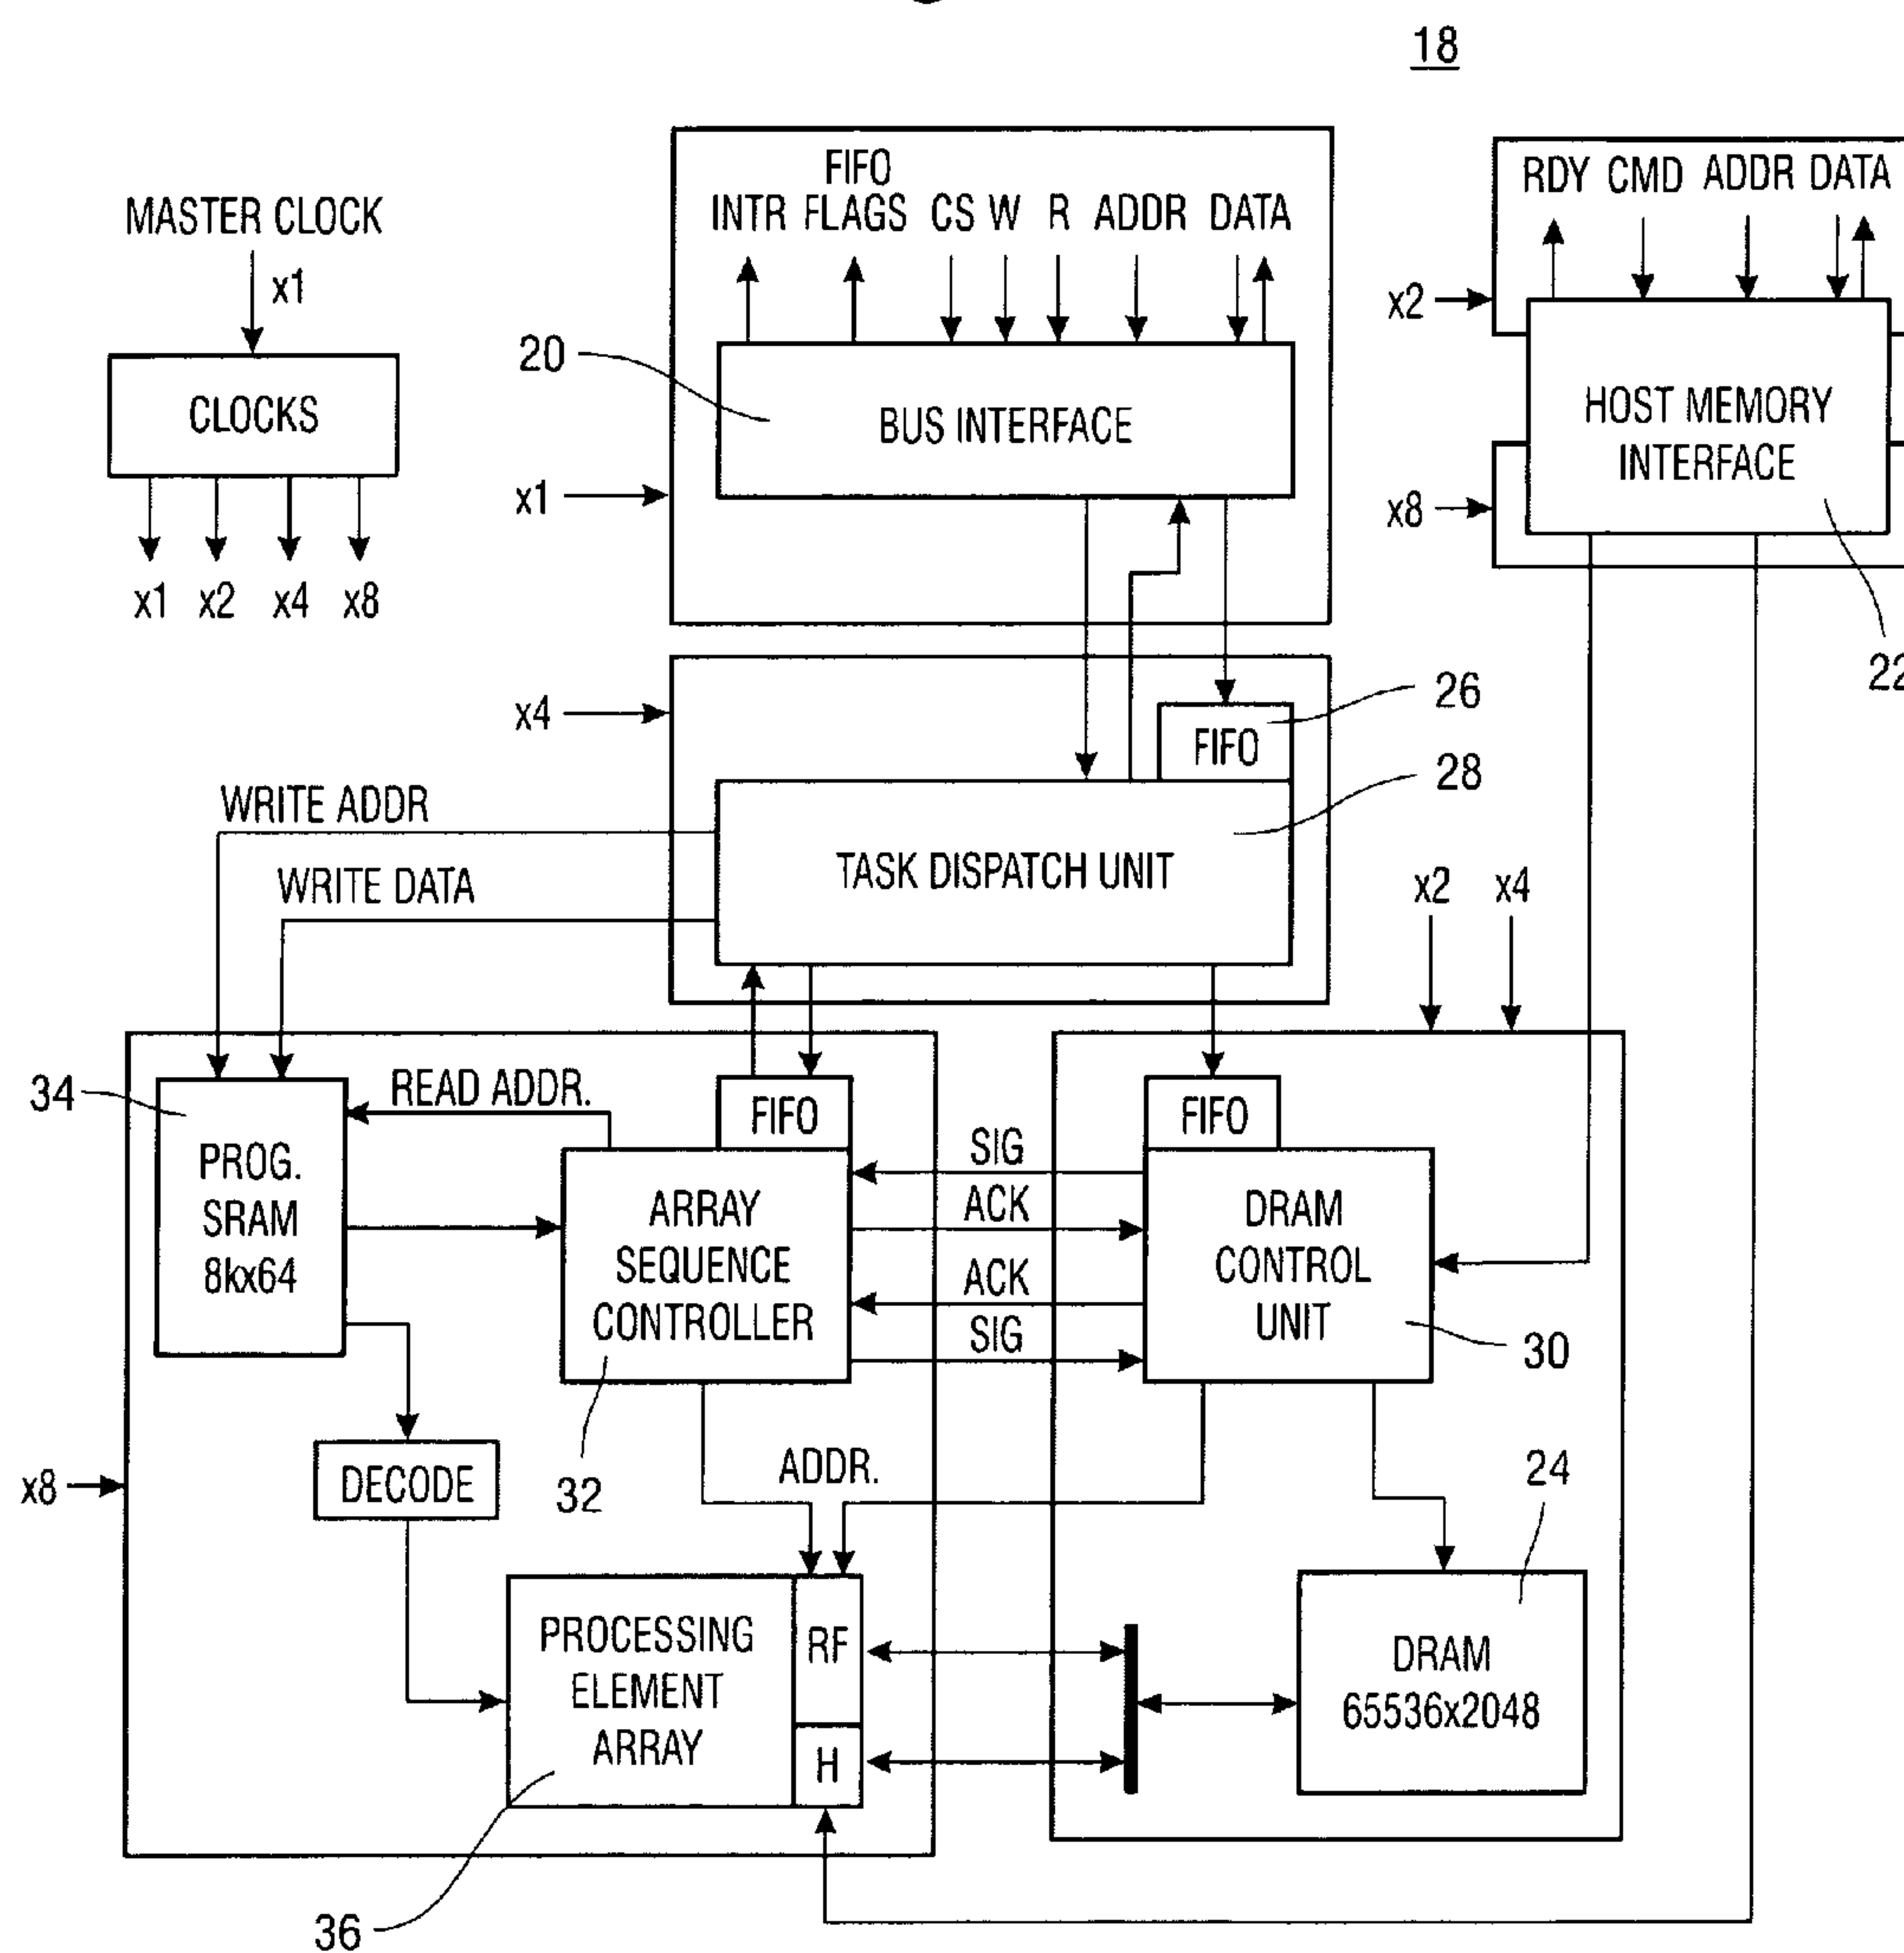 18
FIFO
INTR FLAGS CS W R ADDR DATA
RDY CMD ADDR DATA
MASTER CLOCK
x1
CLOCKS
x1 x2 x4 x8
20
BUS INTERFACE
x1
x2
HOST MEMORY
INTERFACE
x8
22
x4
26
FIFO
28
TASK DISPATCH UNIT
WRITE ADDR
WRITE DATA
x2 x4
34
READ ADDR.
PROG.
SRAM
8kx64
FIFO
ARRAY
SEQUENCE
CONTROLLER
32
SIG
ACK
ACK
SIG
FIFO
DRAM
CONTROL
UNIT
30
x8
DECODE
ADDR.
24
PROCESSING
ELEMENT
ARRAY
RF
H
DRAM
65536x2048
36